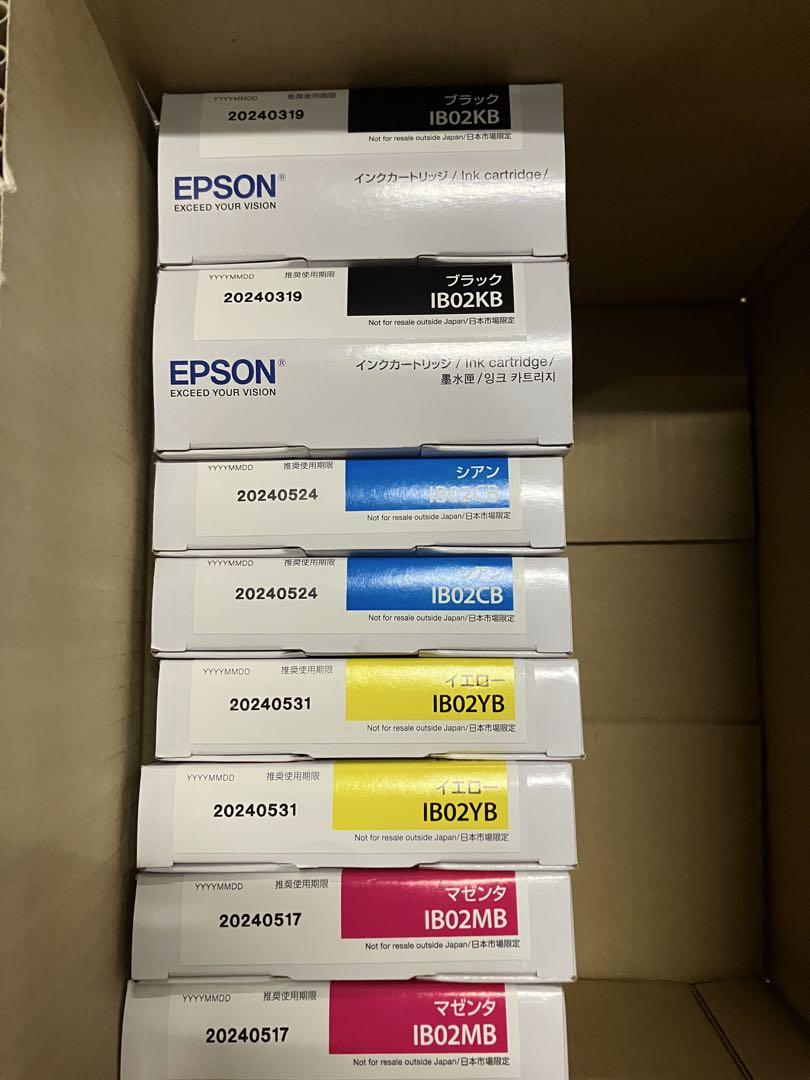 YYYYMMDD 推奨使用期限 ブラック
20240319 IB02KB
Not for resale outside Japan/日本市場限定
EPSON®
EXCEED YOUR VISION
インクカートリッジ / Ink cartridge/
YYYYMMDD 推奨使用期限 ブラック
20240319 IB02KB
Not for resale outside Japan/日本市場限定
EPSON®
EXCEED YOUR VISION
インクカートリッジ / Ink cartridge/
墨水匣/잉크 카트리지
YYYYMMDD 推奨使用期限 シアン
20240524 IB02CB
Not for resale outside Japan/日本市場限定
YYYYMMDD 推奨使用期限 シアン
20240524 IB02CB
Not for resale outside Japan/日本市場限定
YYYYMMDD 推奨使用期限 イエロー
20240531 IB02YB
Not for resale outside Japan/日本市場限定
YYYYMMDD 推奨使用期限 イエロー
20240531 IB02YB
Not for resale outside Japan/日本市場限定
YYYYMMDD 推奨使用期限 マゼンタ
20240517 IB02MB
Not for resale outside Japan/日本市場限定
YYYYMMDD 推奨使用期限 マゼンタ
20240517 IB02MB
Not for resale outside Japan/日本市場限定